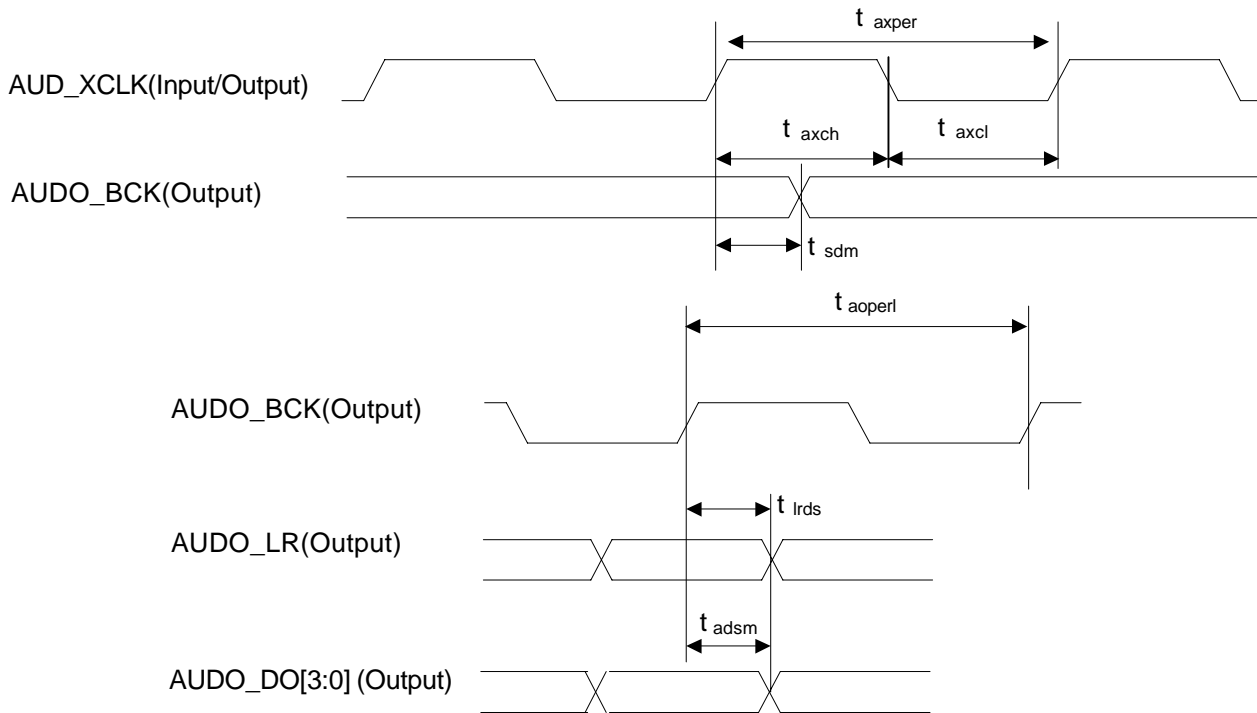 t axper
AUD_XCLK(Input/Output)
t axch
t axcl
AUDO_BCK(Output)
t sdm
t aoperl
AUDO_BCK(Output)
t lrds
AUDO_LR(Output)
t adsm
AUDO_DO[3:0] (Output)